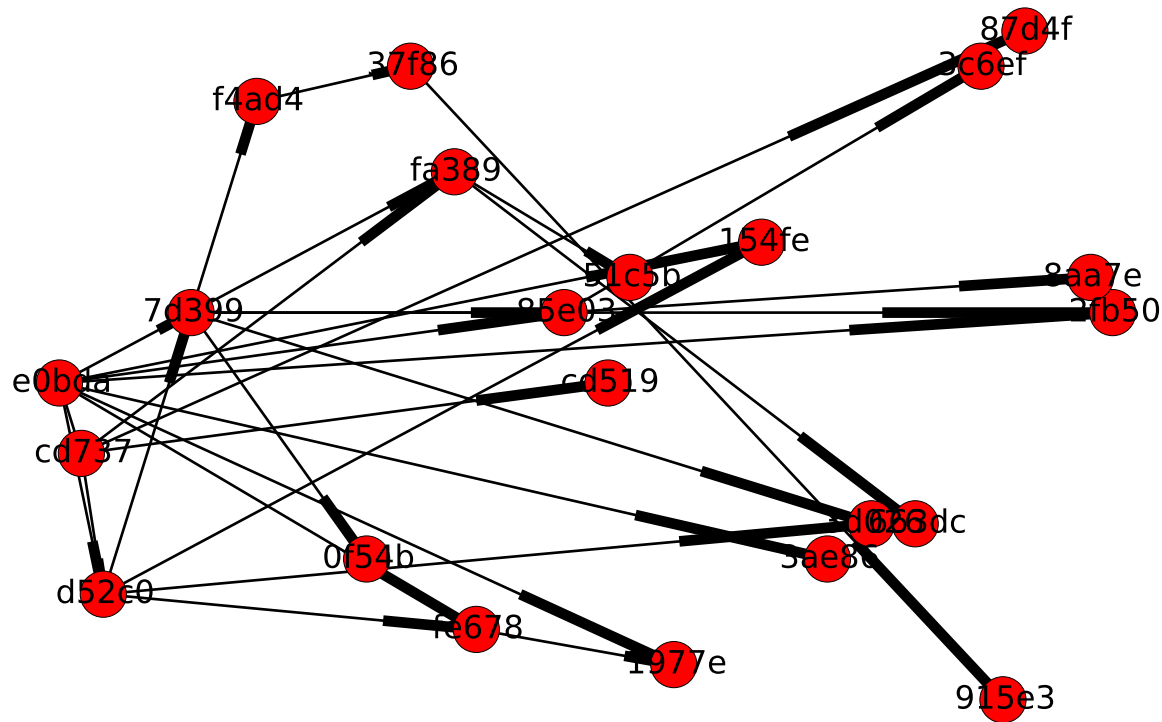 87d4f
3c6ef
37f86
f4ad4
fa389
154fe
51c5b
8aa7e
7d399
85e03
2fb50
e0bda
cd519
cd737
0f54b
3ae86
d52c0
fe678
1977e
915e3